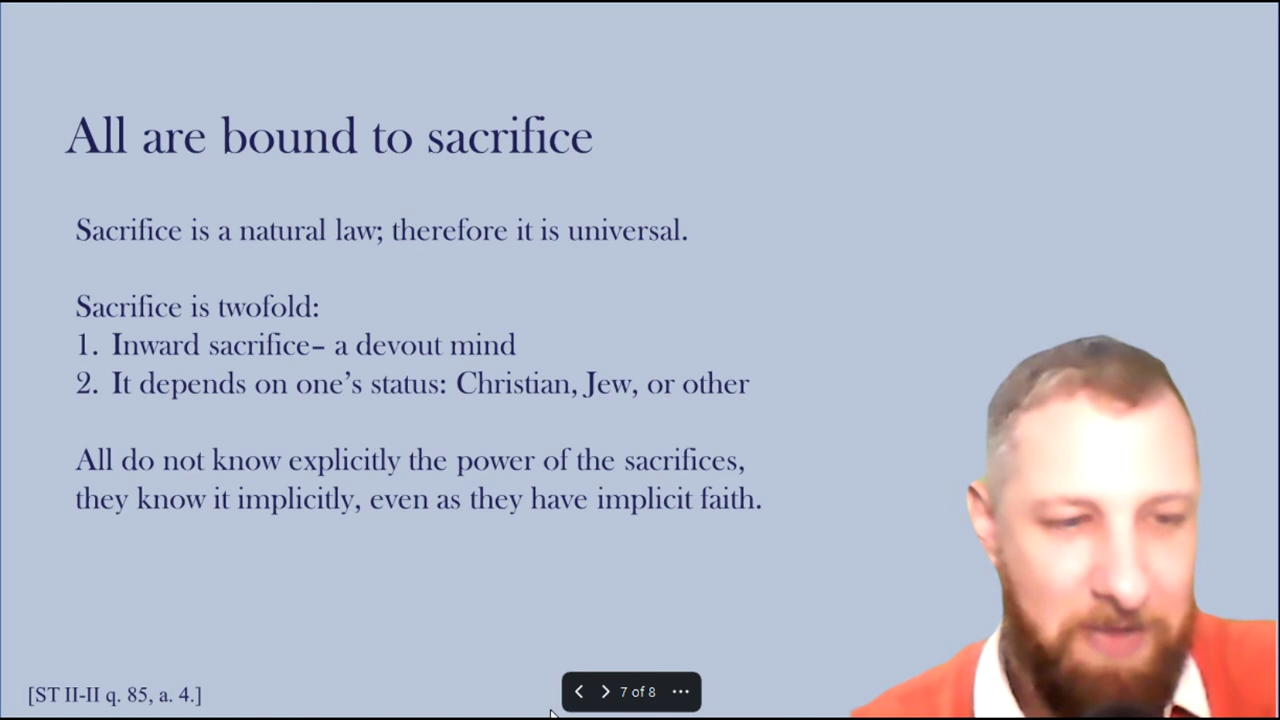 All are bound to sacrifice
Sacrifice is a natural law; therefore it is universal.
Sacrifice is twofold:
1. Inward sacrifice– a devout mind
2. It depends on one’s status: Christian, Jew, or other
All do not know explicitly the power of the sacrifices,
they know it implicitly, even as they have implicit faith.
[ST II-II q. 85, a. 4.]
7 of 8